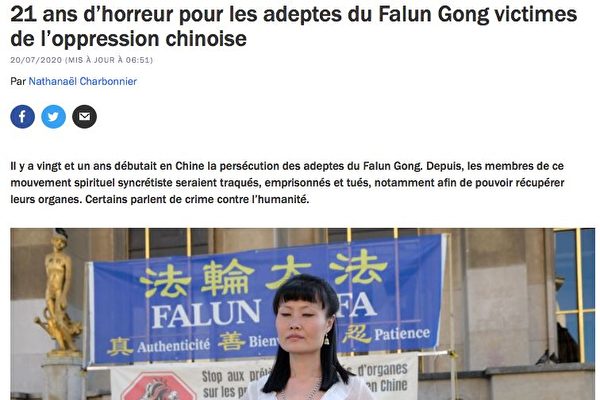 21 ans d’horreur pour les adeptes du Falun Gong victimes
de l’oppression chinoise
20/07/2020 (MIS À JOUR À 06:51)
Par Nathanaël Charbonnier
Il y a vingt et un ans débutait en Chine la persécution des adeptes du Falun Gong. Depuis, les membres de ce
mouvement spirituel syncrétiste seraient traqués, emprisonnés et tués, notamment afin de pouvoir récupérer
leurs organes. Certains parlent de crime contre l’humanité.
法輪大法
FALUN FA
真 Authenticité 善 Bien 忍 Patience
Stop aux d'organes
sur les en Chine